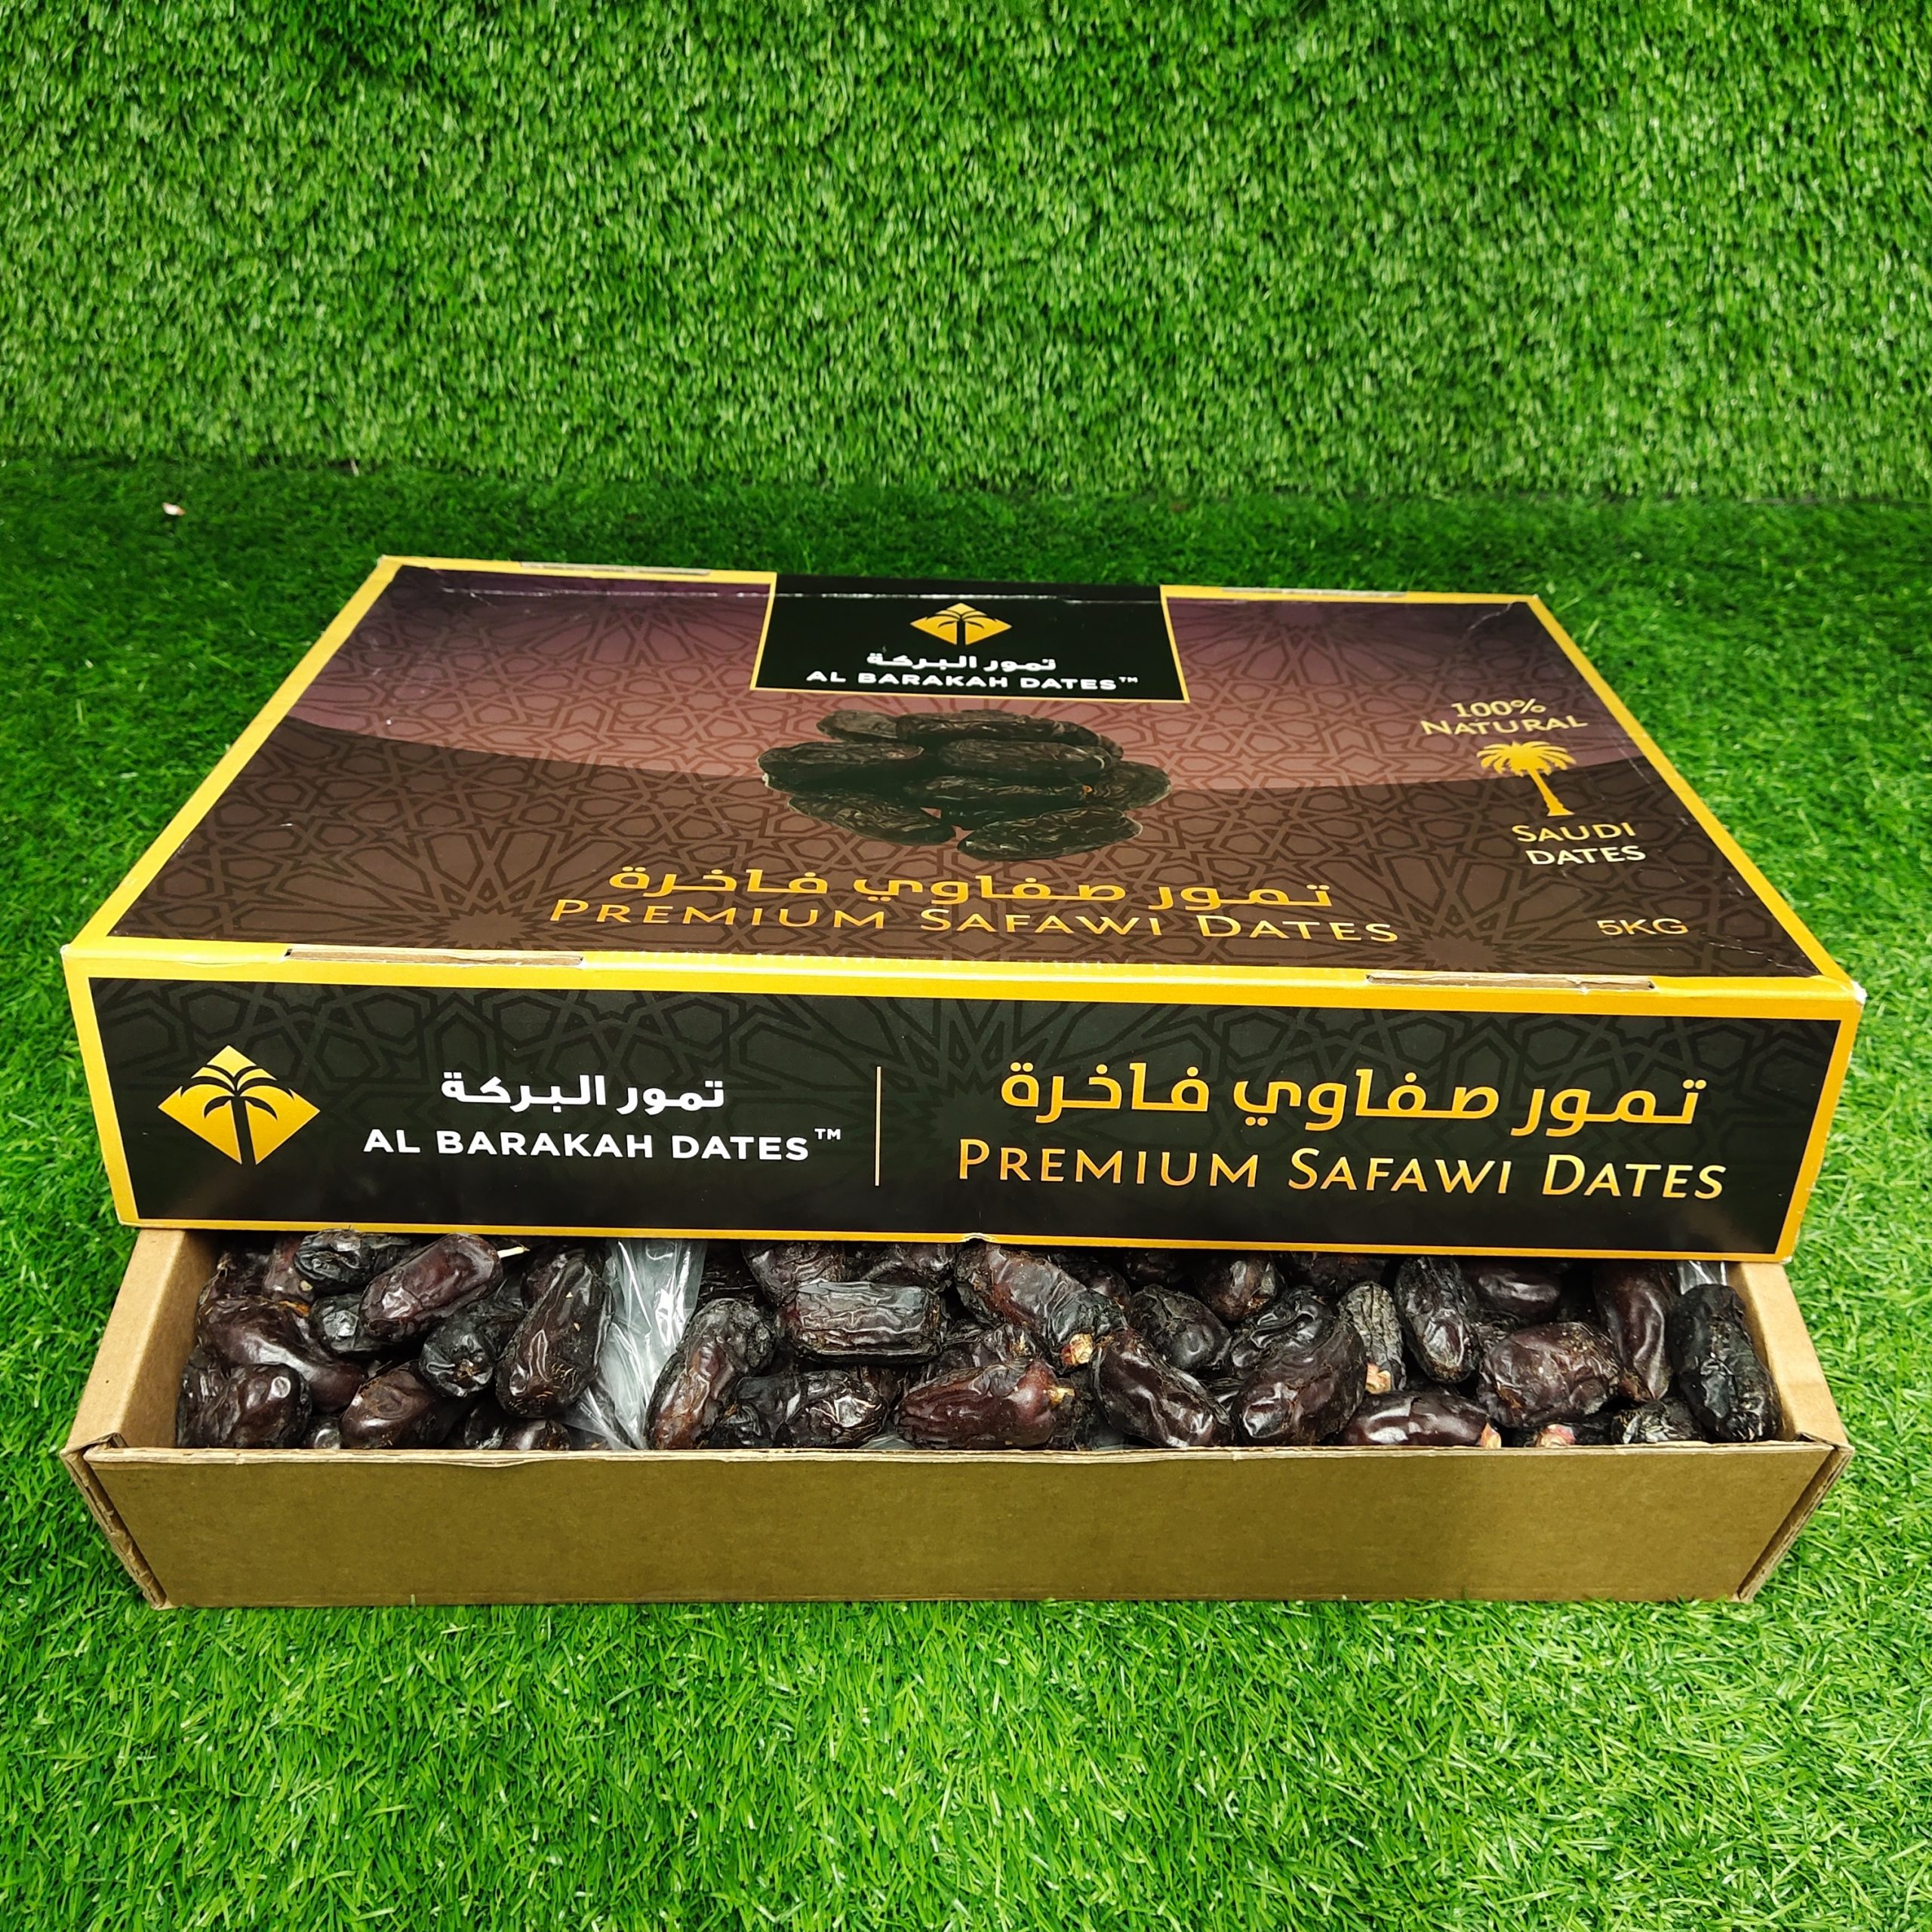 تمور البركة
AL BARAKAH DATES™
100%
NATURAL
SAUDI
DATES
تمور صفاوي فاخرة
PREMIUM SAFAWI DATES
5KG
تمور البركة
AL BARAKAH DATES™
تمور صفاوي فاخرة
PREMIUM SAFAWI DATES